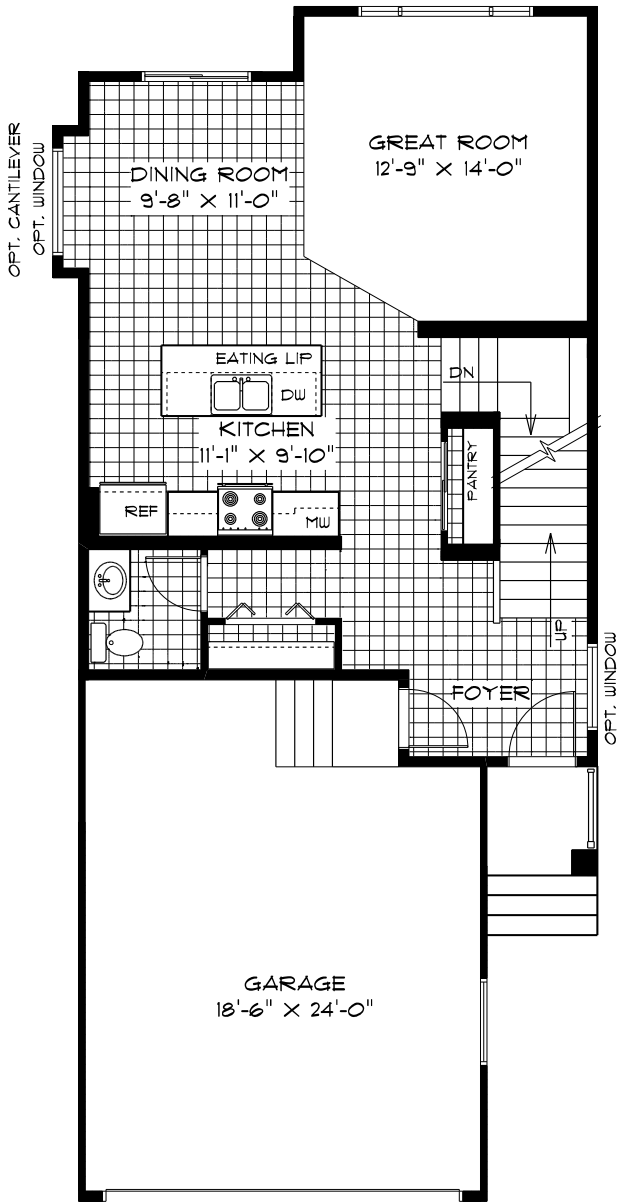 GREAT ROOM
12'-9" X 14'-0"
DINING ROOM
9'-8" X 11'-0"
OPT. CANTILEVER
OPT. WINDOW
EATING LIP
DW
KITCHEN
11'-1" X 9'-10"
DN
PANTRY
REF
MW
UP
FOYER
OPT. WINDOW
GARAGE
18'-6" X 24'-0"